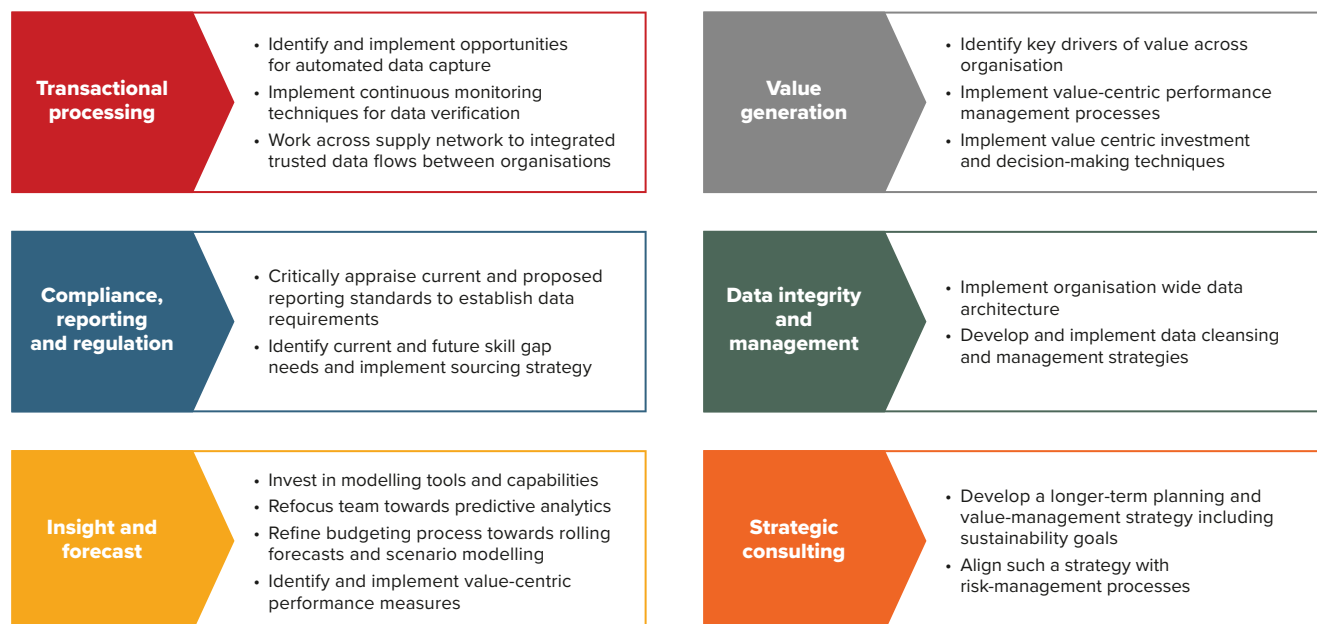 Transactional
processing
• Identify and implement opportunities
for automated data capture
• Implement continuous monitoring
techniques for data verification
• Work across supply network to integrated
trusted data flows between organisations
Value
generation
• Identify key drivers of value across
organisation
• Implement value-centric performance
management processes
• Implement value centric investment
and decision-making techniques
Compliance,
reporting
and regulation
• Critically appraise current and proposed
reporting standards to establish data
requirements
• Identify current and future skill gap
needs and implement sourcing strategy
Data integrity
and
management
• Implement organisation wide data
architecture
• Develop and implement data cleansing
and management strategies
Insight and
forecast
• Invest in modelling tools and capabilities
• Refocus team towards predictive analytics
• Refine budgeting process towards rolling
forecasts and scenario modelling
• Identify and implement value-centric
performance measures
Strategic
consulting
• Develop a longer-term planning and
value-management strategy including
sustainability goals
• Align such a strategy with
risk-management processes